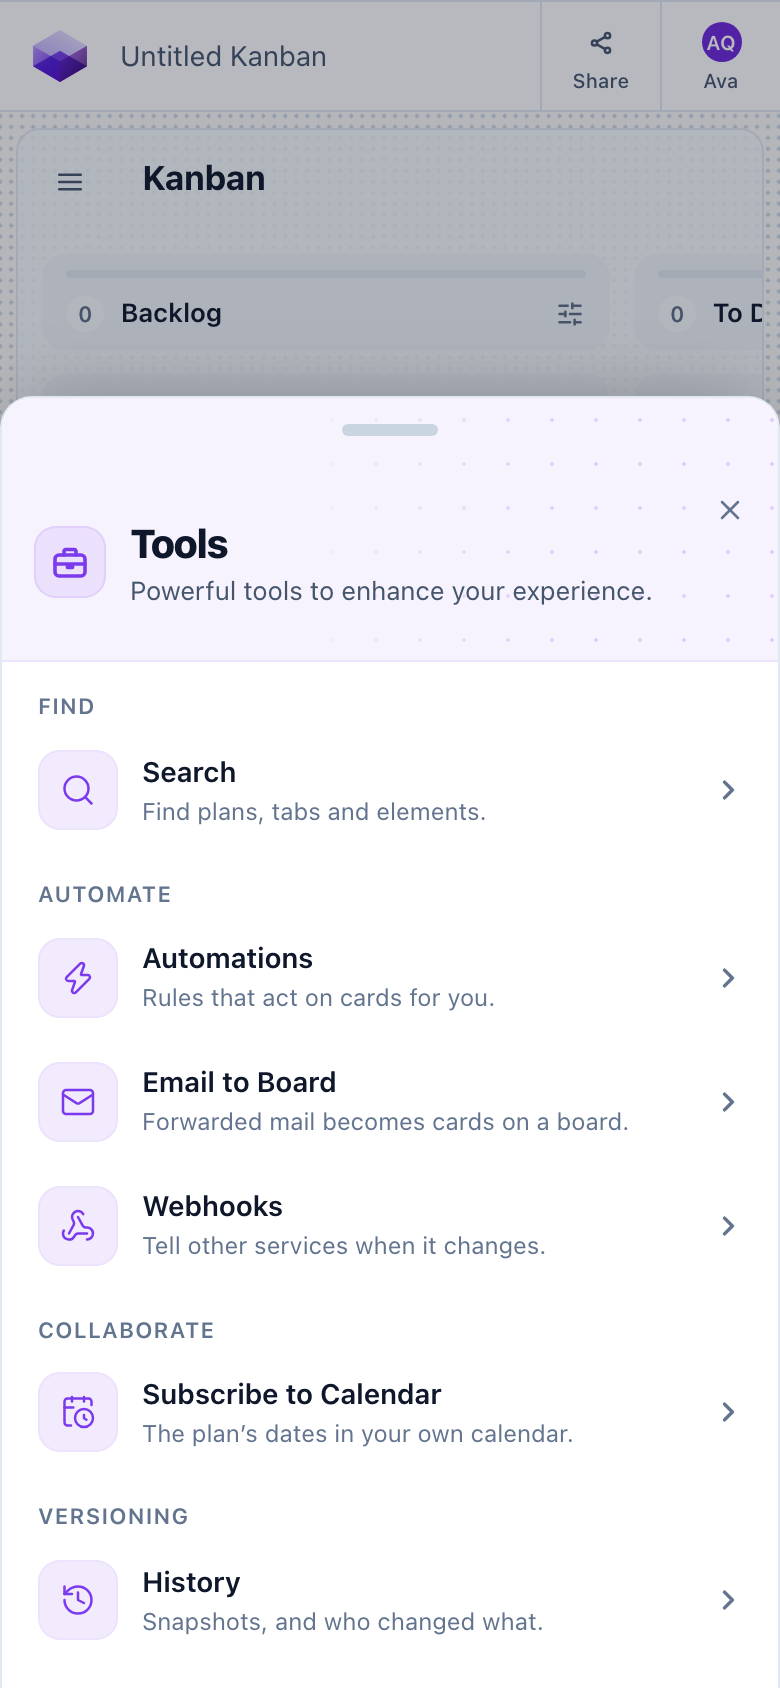 Untitled Kanban
Share
AQ
Ava
Kanban
0 Backlog
0 To D
Tools
Powerful tools to enhance your experience.
FIND
Search
Find plans, tabs and elements.
AUTOMATE
Automations
Rules that act on cards for you.
Email to Board
Forwarded mail becomes cards on a board.
Webhooks
Tell other services when it changes.
COLLABORATE
Subscribe to Calendar
The plan’s dates in your own calendar.
VERSIONING
History
Snapshots, and who changed what.